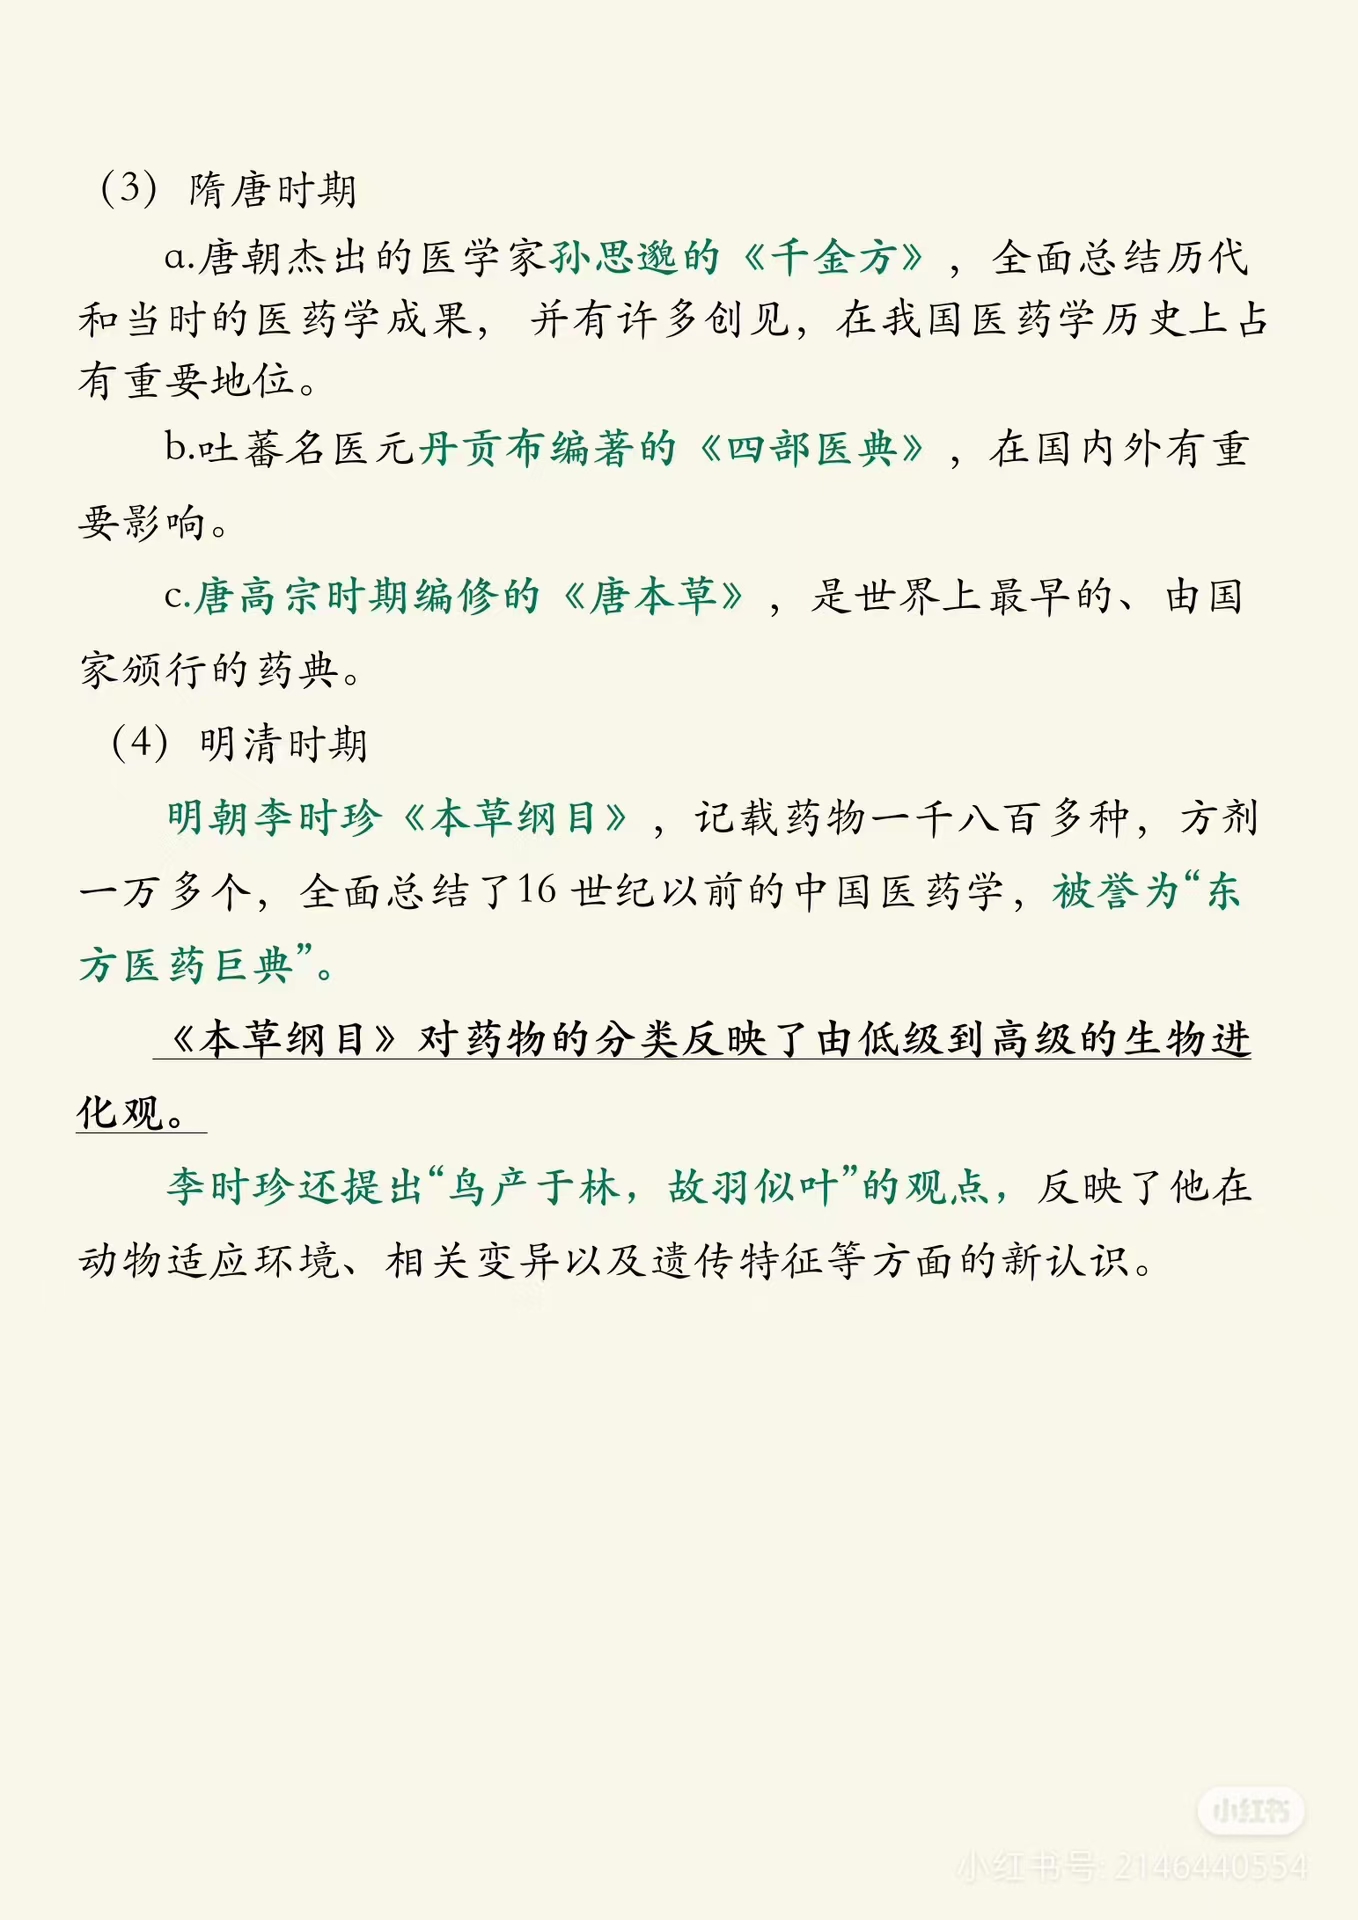 （3）隋唐时期
a.唐朝杰出的医学家孙思邈的《千金方》，全面总结历代
和当时的医药学成果， 并有许多创见，在我国医药学历史上占
有重要地位。
b.吐蕃名医元丹贡布编著的《四部医典》，在国内外有重
要影响。
c.唐高宗时期编修的《唐本草》，是世界上最早的、由国
家颁行的药典。
（4）明清时期
明朝李时珍《本草纲目》，记载药物一千八百多种，方剂
一万多个，全面总结了16 世纪以前的中国医药学，被誉为“东
方医药巨典”。
《本草纲目》对药物的分类反映了由低级到高级的生物进
化观。
李时珍还提出“鸟产于林，故羽似叶”的观点，反映了他在
动物适应环境、相关变异以及遗传特征等方面的新认识。
小红书
小红书号: 2146440554